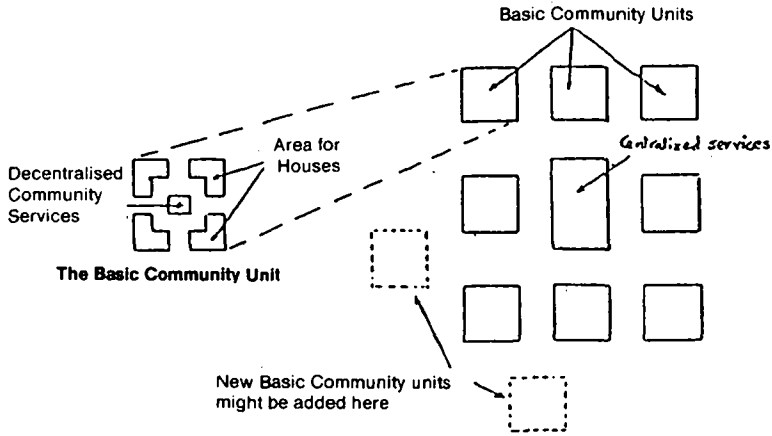 Basic Community Units
Area for
Houses
Centralized services
Decentralised
Community
Services
The Basic Community Unit
New Basic Community units
might be added here